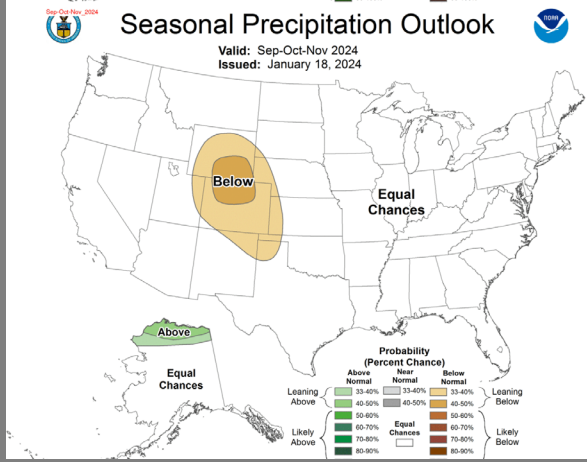 Sep-Oct-Nov_2024
Seasonal Precipitation Outlook
NOAA
Valid: Sep-Oct-Nov 2024
Issued: January 18, 2024
Below
Equal
Chances
Above
Equal
Chances
Probability
(Percent Chance)
Above
Normal
Near
Normal
Below
Normal
Leaning
Above
33-40%
33-40%
33-40%
40-50%
40-50%
40-50%
Leaning
Below
Likely
Above
50-60%
60-70%
70-80%
80-90%
Equal
Chances
50-60%
60-70%
70-80%
80-90%
Likely
Below